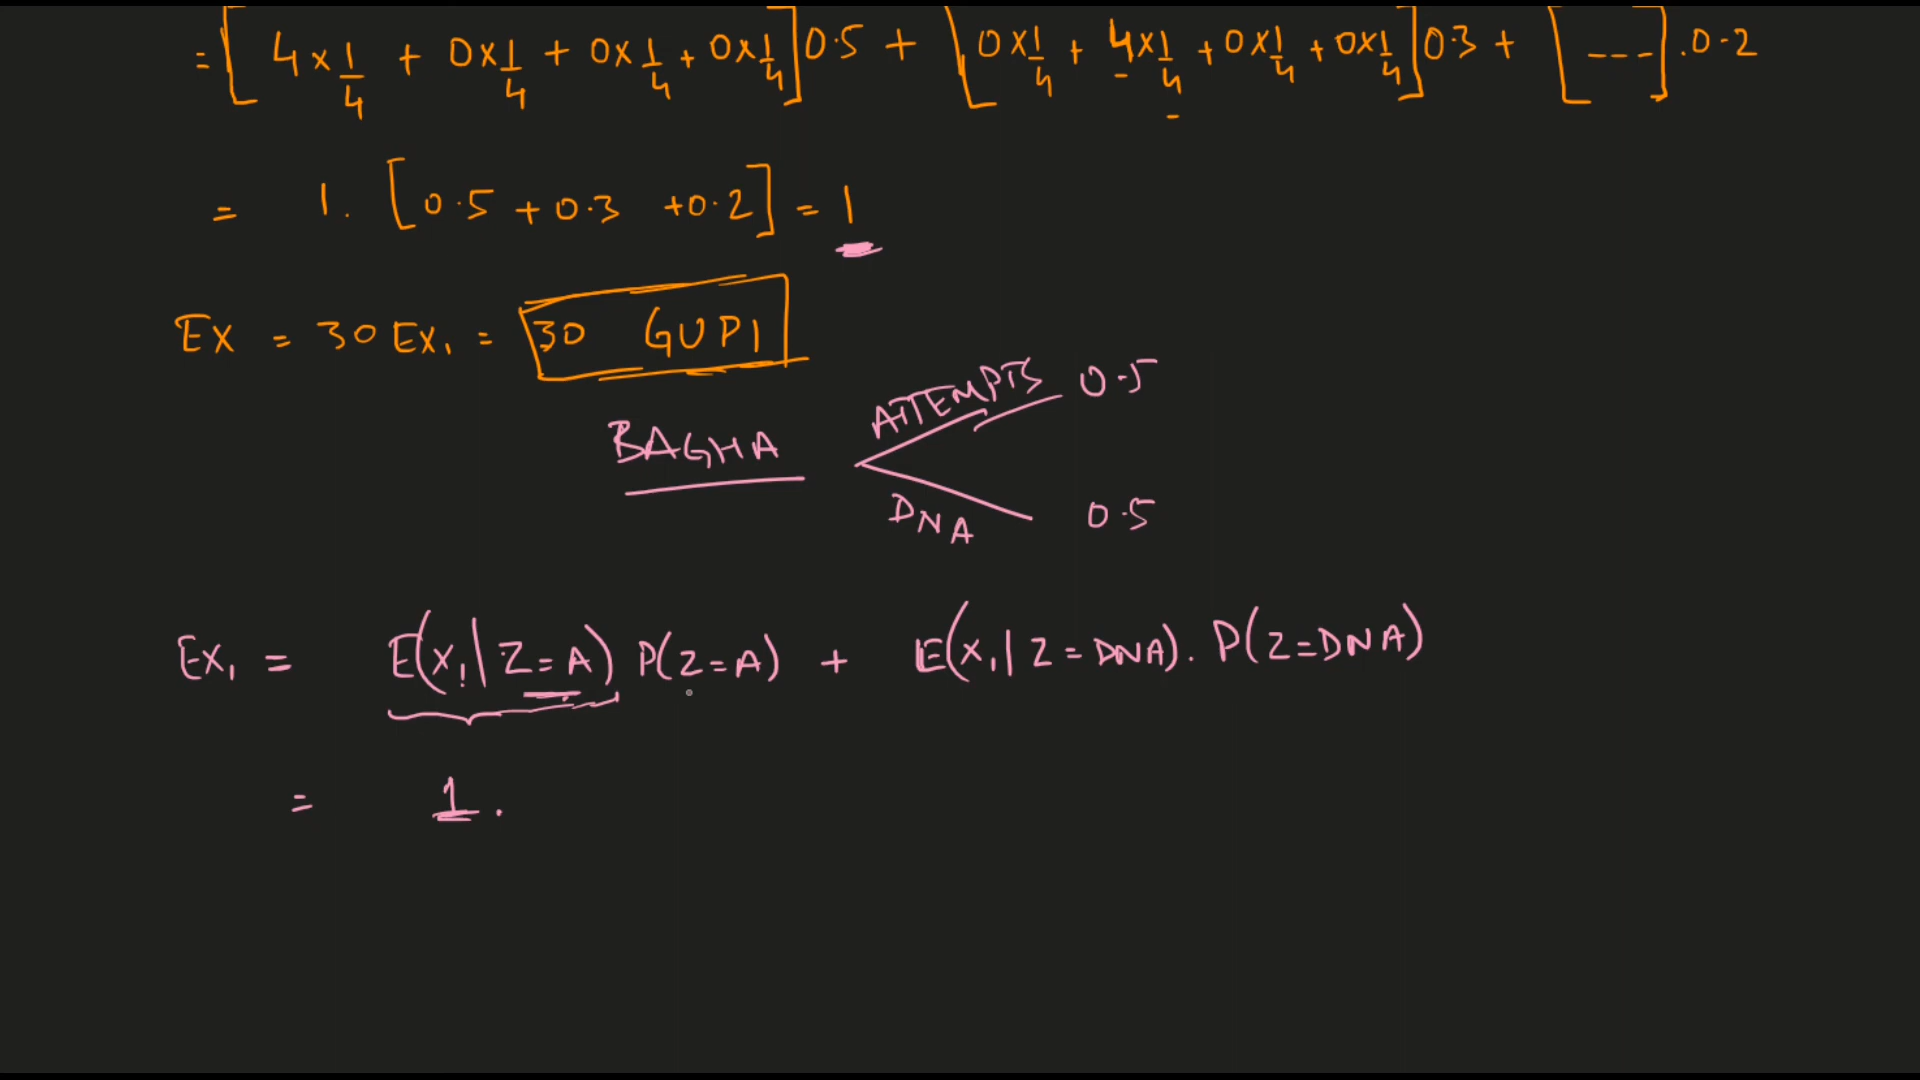 = [ 4 × 1/4 + 0 × 1/4 + 0 × 1/4 + 0 × 1/4 ] 0.5 + [ 0 × 1/4 + 4 × 1/4 + 0 × 1/4 + 0 × 1/4 ] 0.3 + [ --- ] . 0.2
= 1. [ 0.5 + 0.3 + 0.2 ] = 1
EX = 30 EX₁ = 30 GUPI
ATTEMPTS 0.5
BAGHA
DNA 0.5
EX₁ = E(X₁ | Z = A) P(Z = A) + E(X₁ | Z = DNA) . P(Z = DNA)
= 1 .